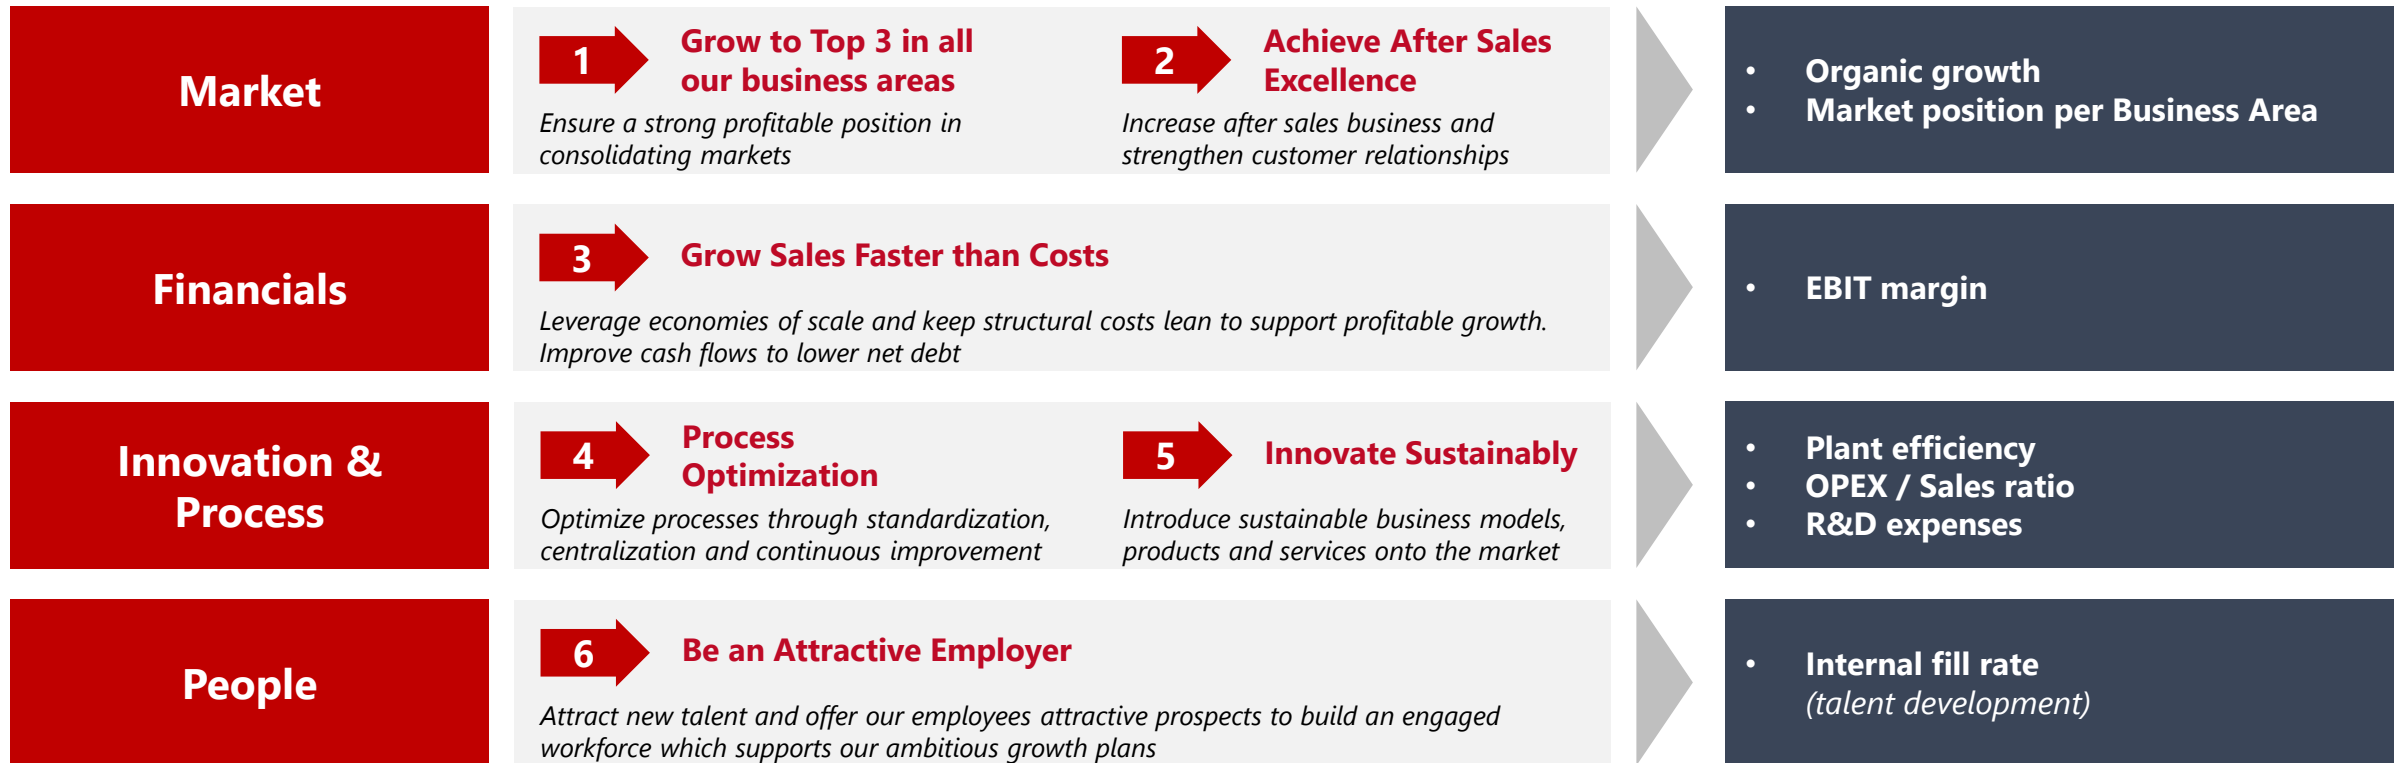 Market
1
Grow to Top 3 in all
our business areas
Ensure a strong profitable position in
consolidating markets
2
Achieve After Sales
Excellence
Increase after sales business and
strengthen customer relationships
• Organic growth
• Market position per Business Area
Financials
3
Grow Sales Faster than Costs
Leverage economies of scale and keep structural costs lean to support profitable growth.
Improve cash flows to lower net debt
• EBIT margin
Innovation &
Process
4
Process
Optimization
Optimize processes through standardization,
centralization and continuous improvement
5
Innovate Sustainably
Introduce sustainable business models,
products and services onto the market
• Plant efficiency
• OPEX / Sales ratio
• R&D expenses
People
6
Be an Attractive Employer
Attract new talent and offer our employees attractive prospects to build an engaged
workforce which supports our ambitious growth plans
• Internal fill rate
(talent development)